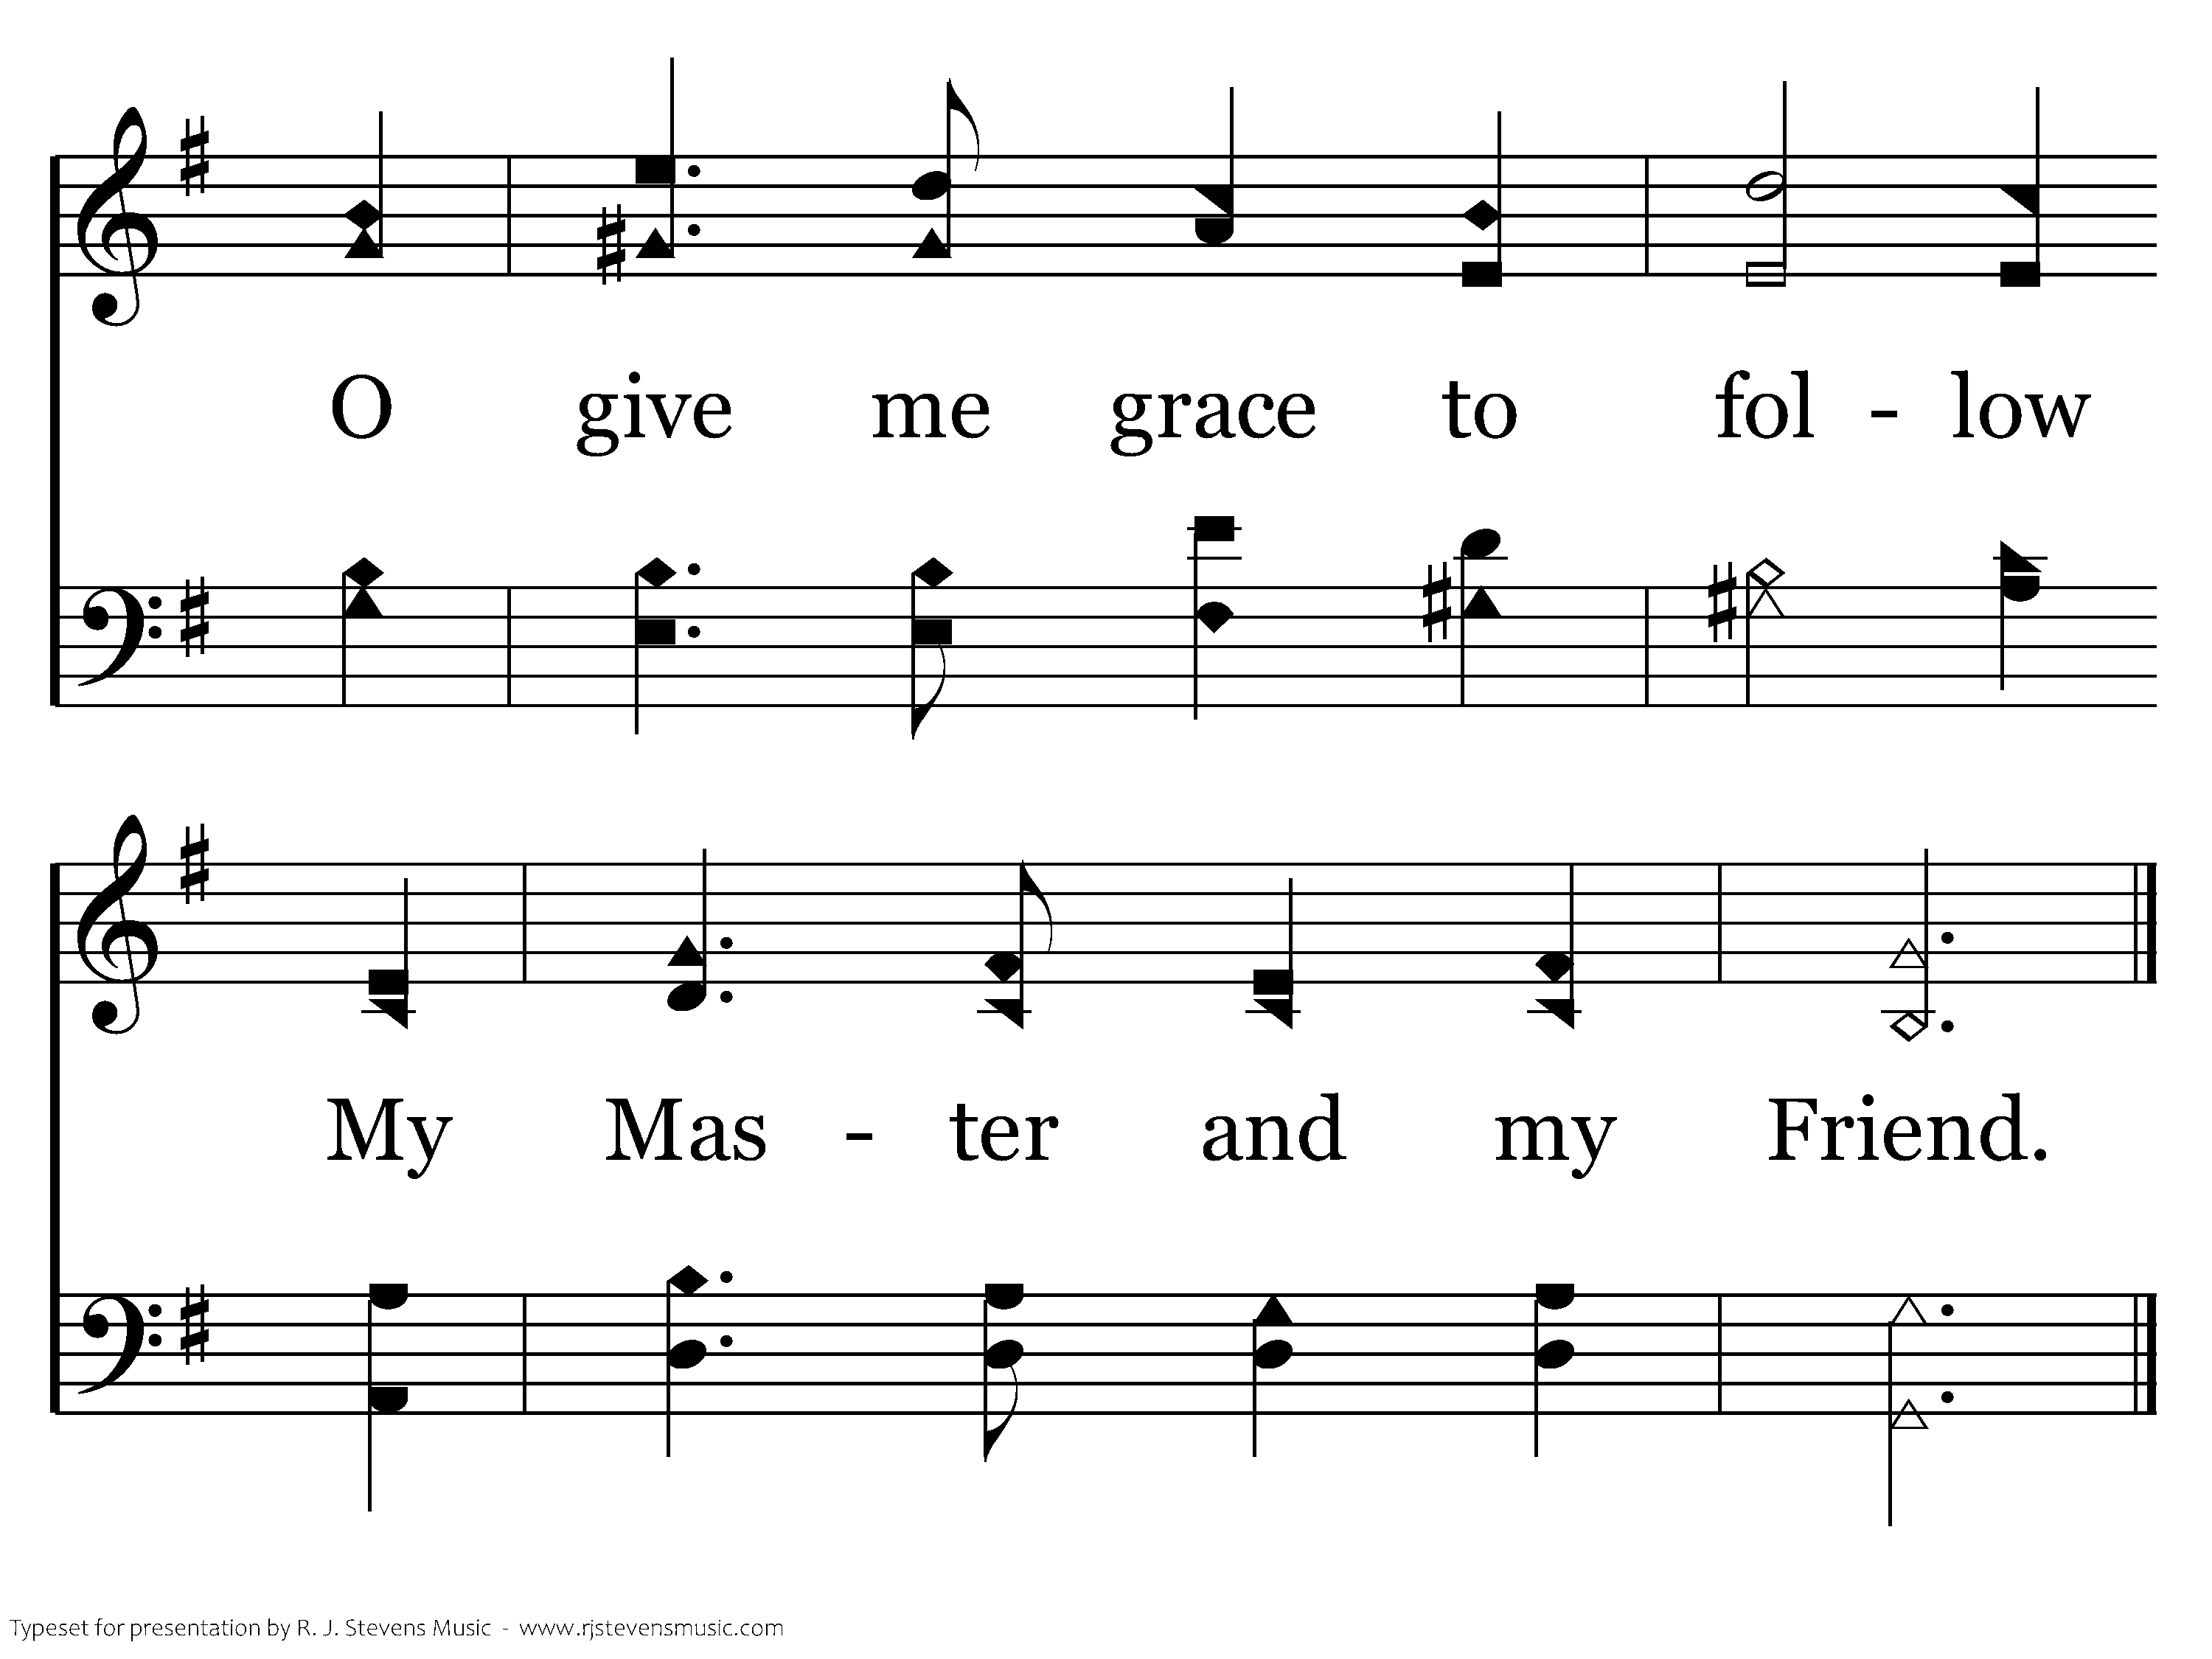 O give me grace to fol - low
My Mas - ter and my Friend.
Typeset for presentation by R. J. Stevens Music - www.rjstevensmusic.com